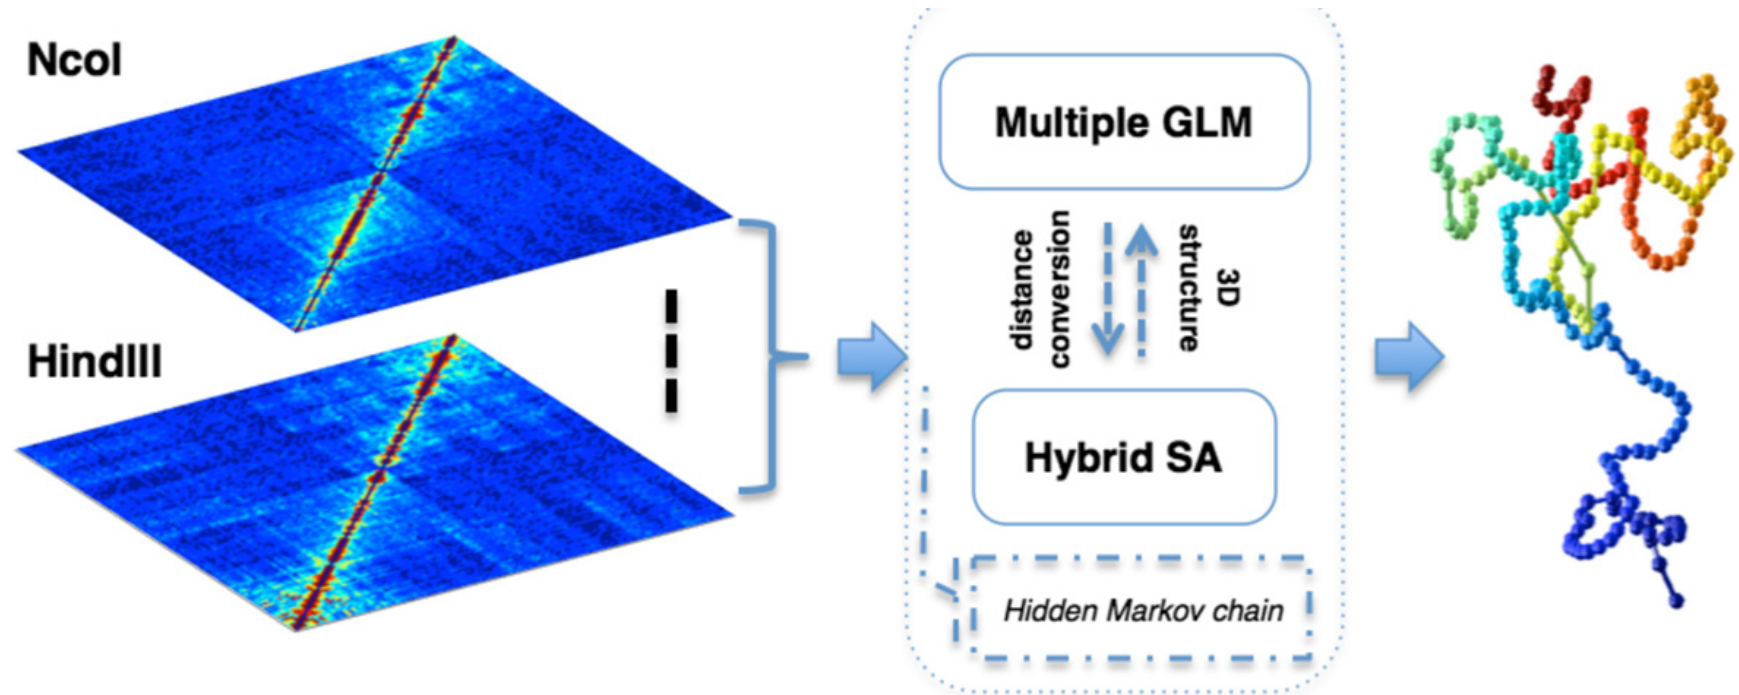 NcoI
HindIII
Multiple GLM
distance
conversion
3D
structure
Hybrid SA
Hidden Markov chain